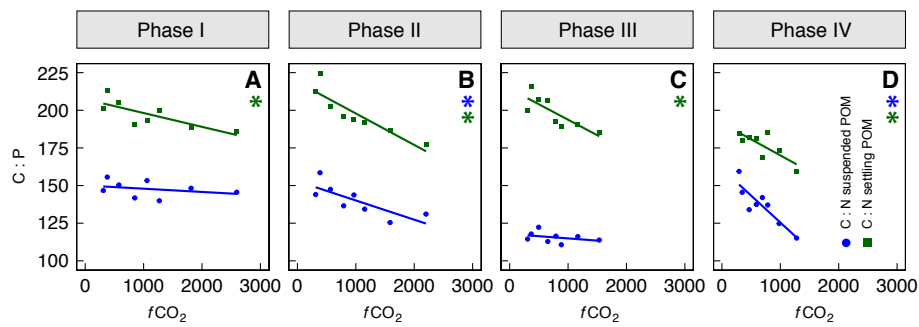 Phase I
Phase II
Phase III
Phase IV
C : P
225
200
175
150
125
100
A
*
B
*
*
C
*
D
*
*
C : N suspended POM
C : N settling POM
0 1000 2000 3000
0 1000 2000 3000
0 1000 2000 3000
0 1000 2000 3000
fCO2
fCO2
fCO2
fCO2